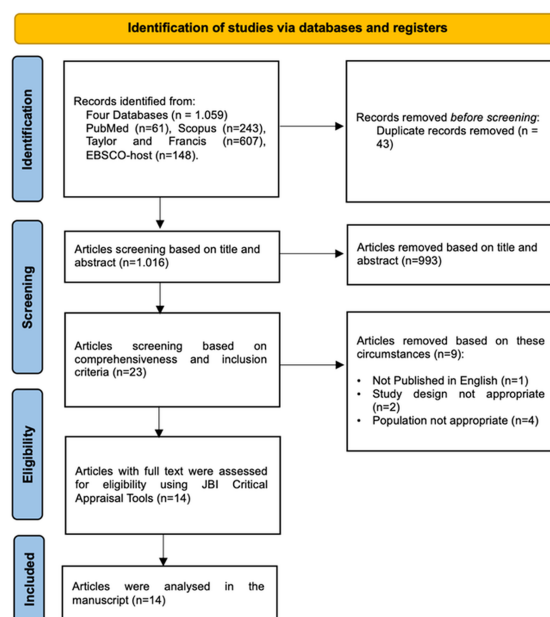 Identification of studies via databases and registers
Identification
Records identified from:
Four Databases (n = 1.059)
PubMed (n=61), Scopus (n=243),
Taylor and Francis (n=607),
EBSCO-host (n=148).
Records removed before screening:
Duplicate records removed (n =
43)
Screening
Articles screening based on title and
abstract (n=1.016)
Articles removed based on title and
abstract (n=993)
Articles screening based on
comprehensiveness and inclusion
criteria (n=23)
Articles removed based on these
circumstances (n=9):
• Not Published in English (n=1)
• Study design not appropriate
(n=2)
• Population not appropriate (n=4)
Eligibility
Articles with full text were assessed
for eligibility using JBI Critical
Appraisal Tools (n=14)
Included
Articles were analysed in the
manuscript (n=14)